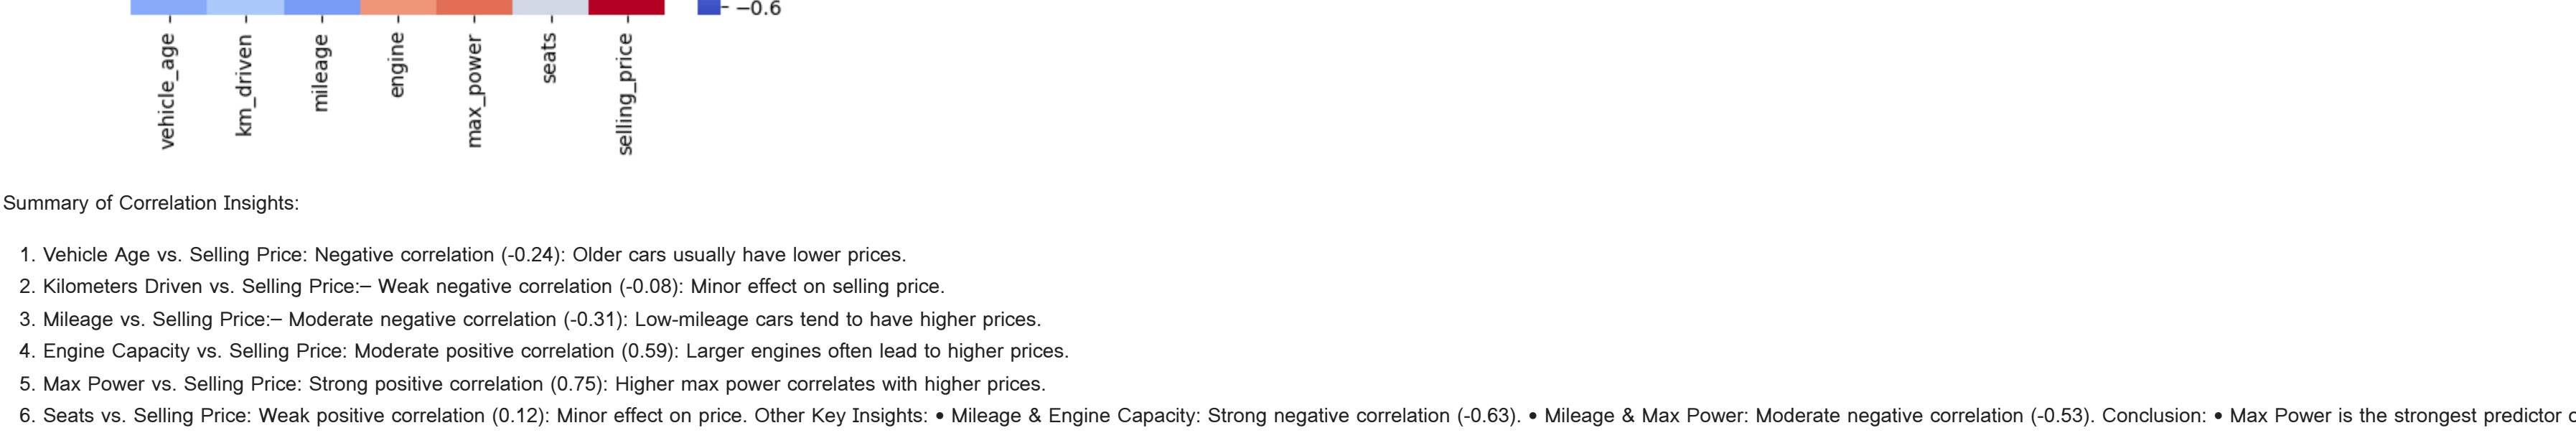 −0.6
vehicle_age
km_driven
mileage
engine
max_power
seats
selling_price
Summary of Correlation Insights:
1. Vehicle Age vs. Selling Price: Negative correlation (-0.24): Older cars usually have lower prices.
2. Kilometers Driven vs. Selling Price:– Weak negative correlation (-0.08): Minor effect on selling price.
3. Mileage vs. Selling Price:– Moderate negative correlation (-0.31): Low-mileage cars tend to have higher prices.
4. Engine Capacity vs. Selling Price: Moderate positive correlation (0.59): Larger engines often lead to higher prices.
5. Max Power vs. Selling Price: Strong positive correlation (0.75): Higher max power correlates with higher prices.
6. Seats vs. Selling Price: Weak positive correlation (0.12): Minor effect on price. Other Key Insights: • Mileage & Engine Capacity: Strong negative correlation (-0.63). • Mileage & Max Power: Moderate negative correlation (-0.53). Conclusion: • Max Power is the strongest predictor